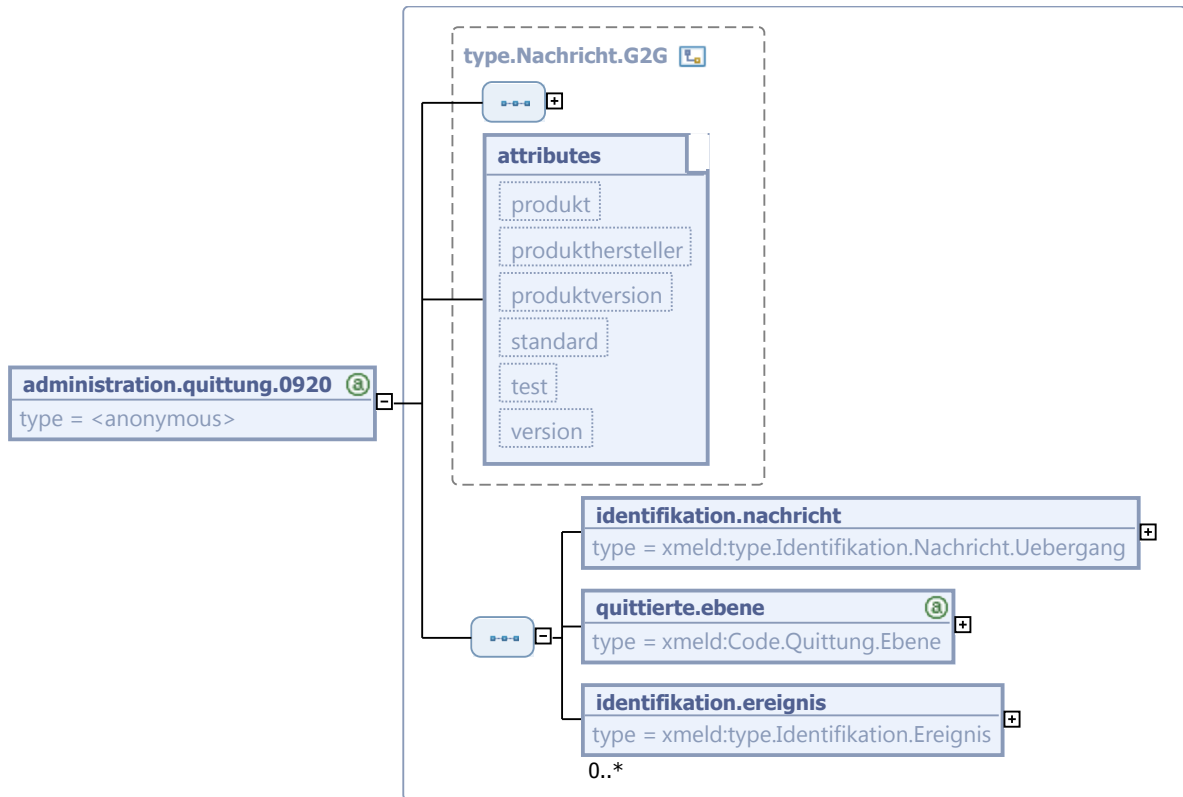 type.Nachricht.G2G
attributes
produkt
produkthersteller
produktversion
standard
test
version
administration.quittung.0920
type = <anonymous>
identifikation.nachricht
type = xmeld:type.Identifikation.Nachricht.Uebergang
quittierte.ebene
type = xmeld:Code.Quittung.Ebene
identifikation.ereignis
type = xmeld:type.Identifikation.Ereignis
0..*